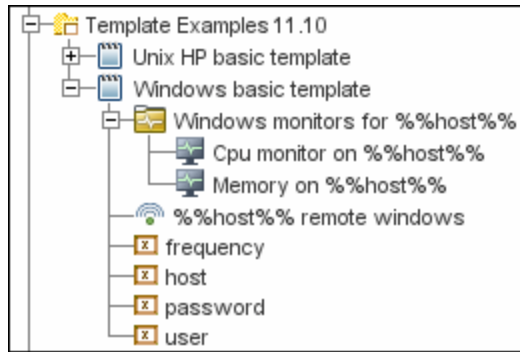 Template Examples 11.10
Unix HP basic template
Windows basic template
Windows monitors for %%host%%
Cpu monitor on %%host%%
Memory on %%host%%
%%host%% remote windows
frequency
host
password
user